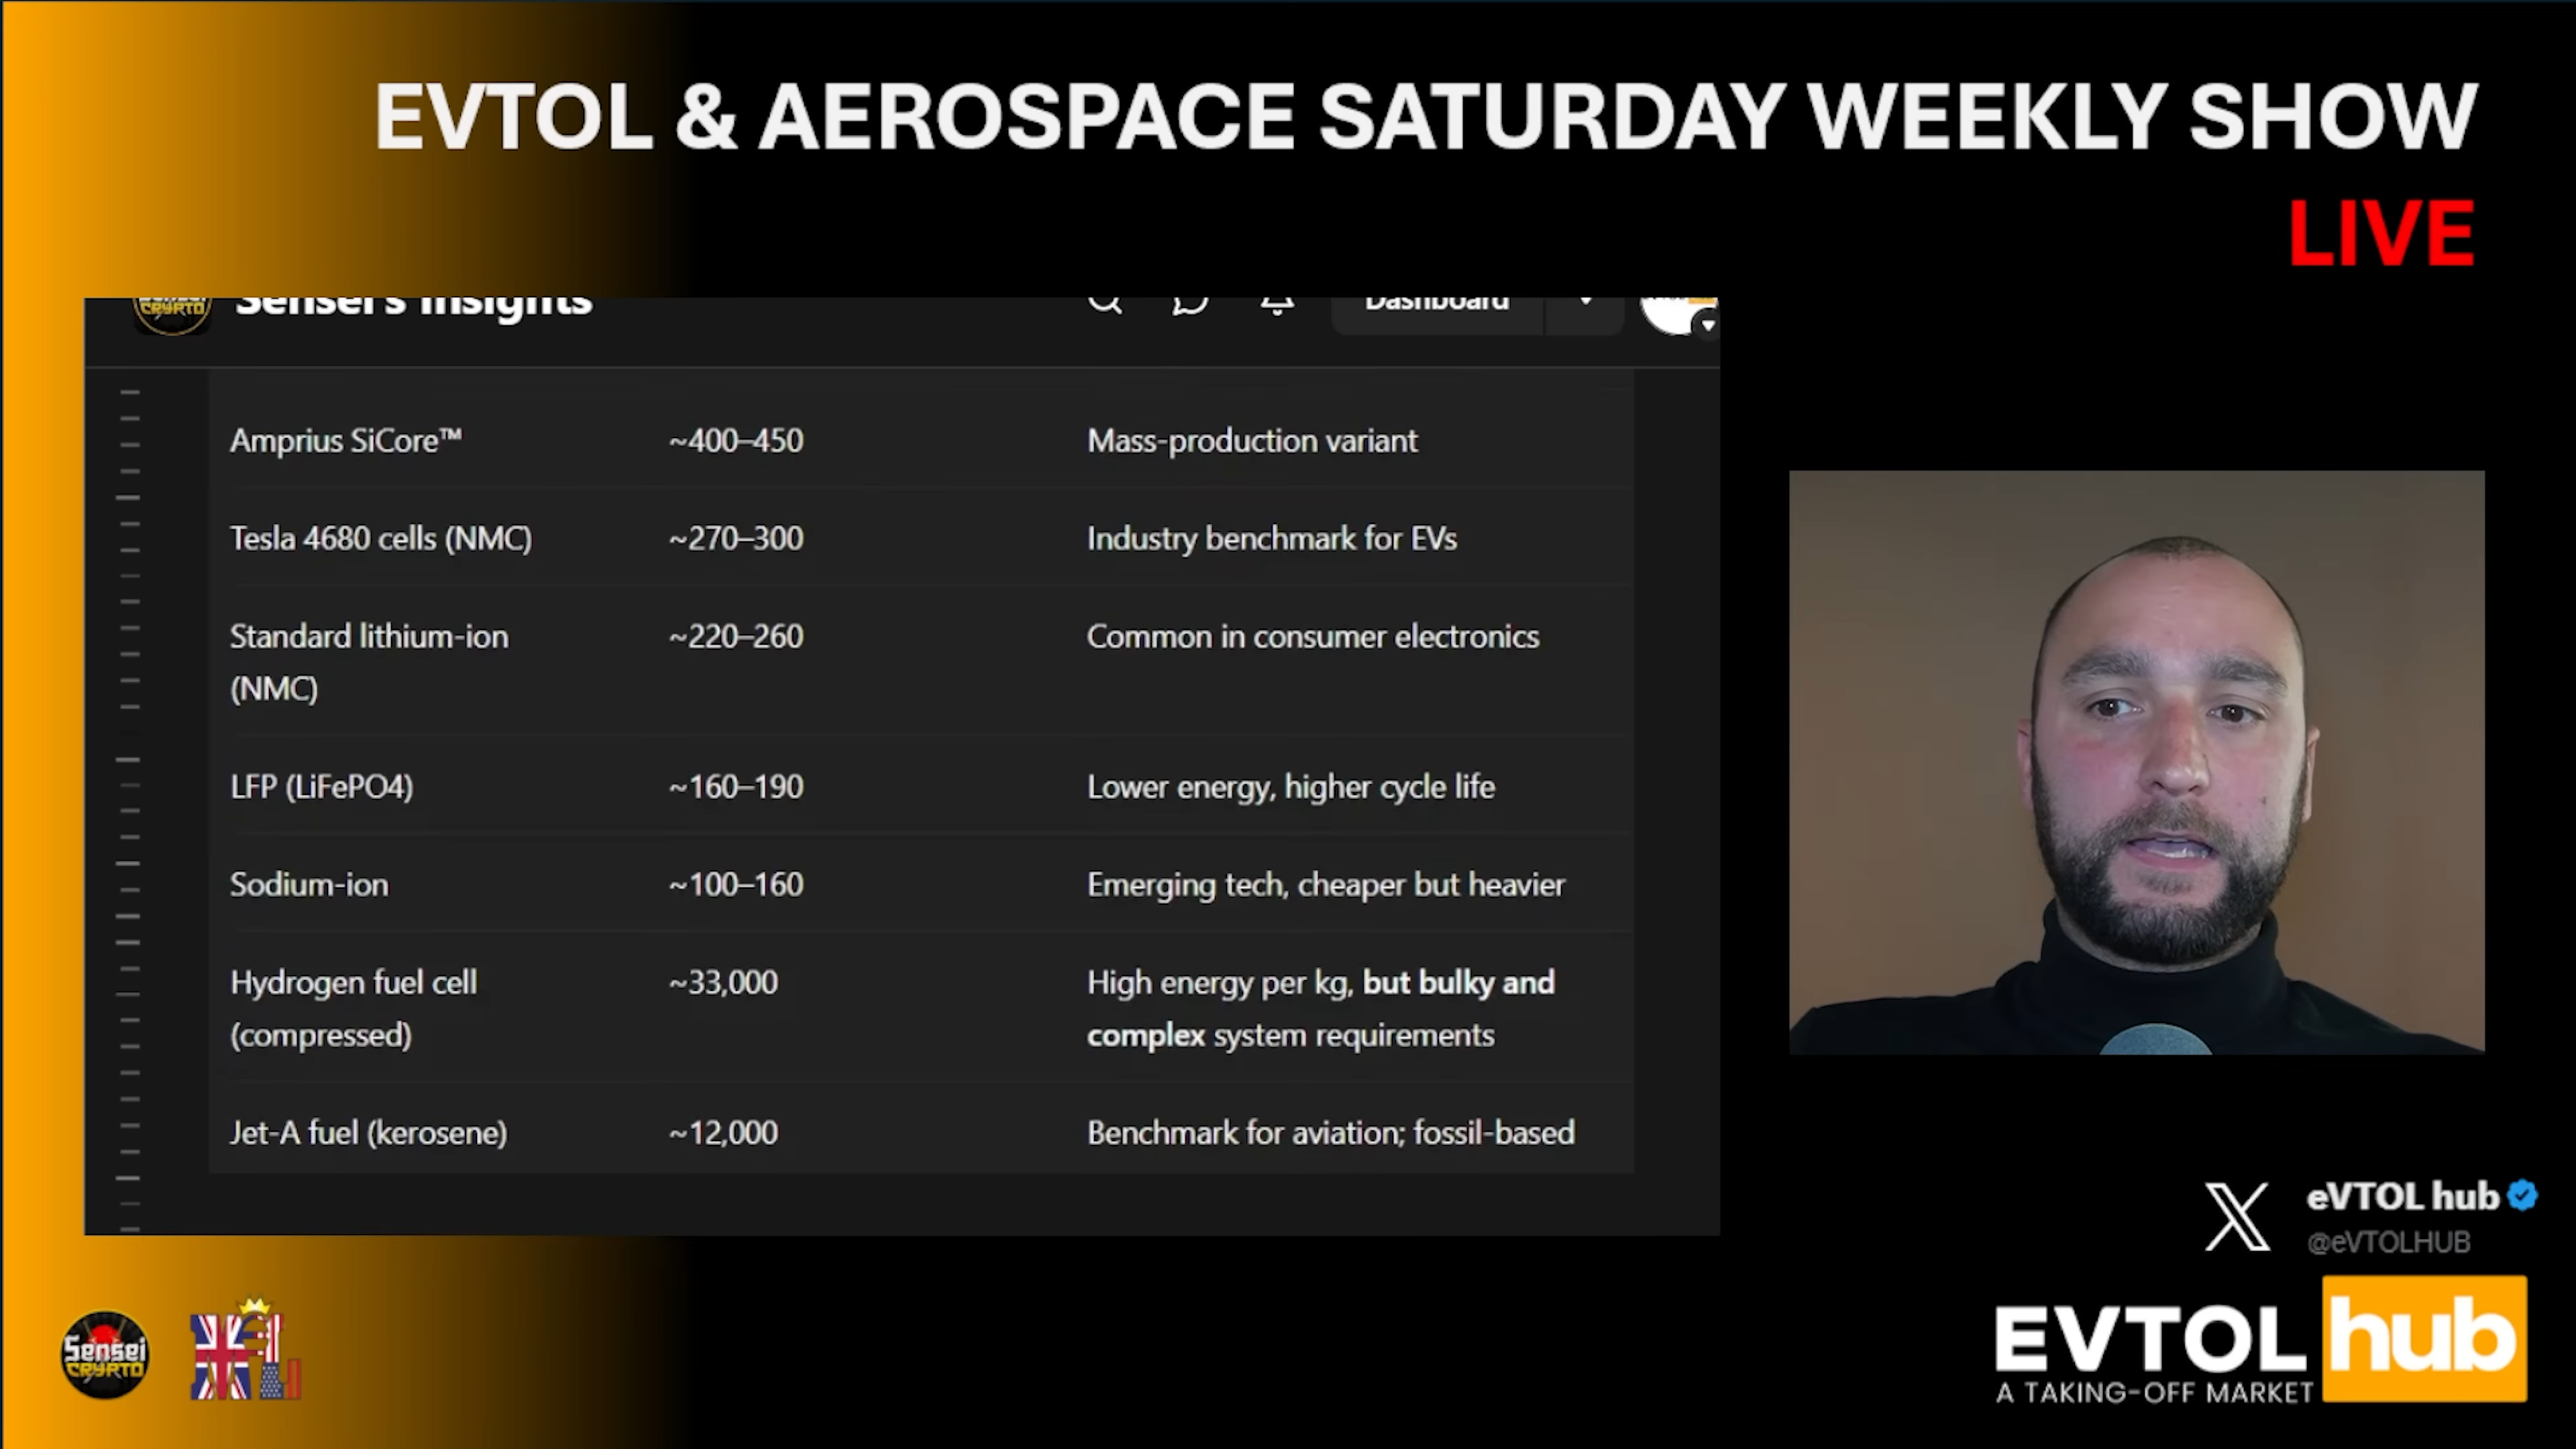 EVTOL & AEROSPACE SATURDAY WEEKLY SHOW
LIVE
Sensei's Insights
Dashboard
Amprius SiCore™ ~400–450 Mass-production variant
Tesla 4680 cells (NMC) ~270–300 Industry benchmark for EVs
Standard lithium-ion ~220–260 Common in consumer electronics
(NMC)
LFP (LiFePO4) ~160–190 Lower energy, higher cycle life
Sodium-ion ~100–160 Emerging tech, cheaper but heavier
Hydrogen fuel cell ~33,000 High energy per kg, but bulky and
(compressed) complex system requirements
Jet-A fuel (kerosene) ~12,000 Benchmark for aviation; fossil-based
eVTOL hub
@eVTOLHUB
EVTOL hub
A TAKING-OFF MARKET
Sensei
CRYPTO